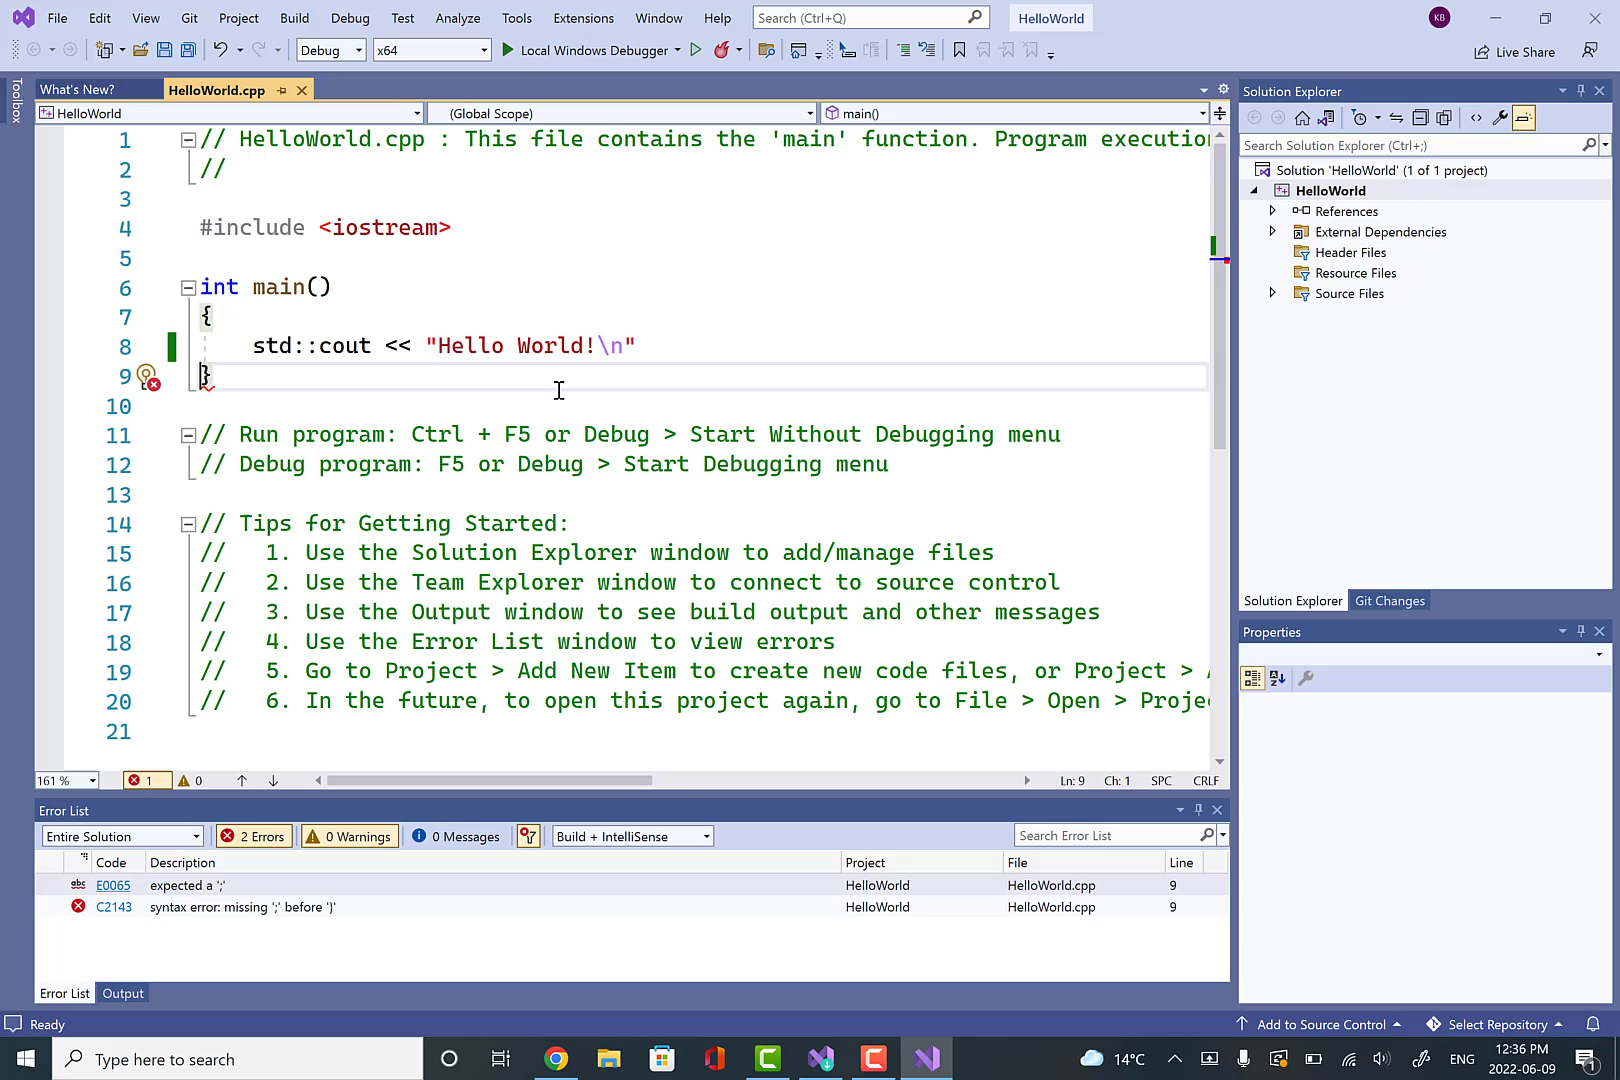 File Edit View Git Project Build Debug Test Analyze Tools Extensions Window Help Search (Ctrl+Q) HelloWorld KB
Debug x64 Local Windows Debugger Live Share
Toolbox
What's New? HelloWorld.cpp
HelloWorld (Global Scope) main()
1 // HelloWorld.cpp : This file contains the 'main' function. Program execution
2 //
3
4 #include <iostream>
5
6 int main()
7 {
8 std::cout << "Hello World!\n"
9 }
10
11 // Run program: Ctrl + F5 or Debug > Start Without Debugging menu
12 // Debug program: F5 or Debug > Start Debugging menu
13
14 // Tips for Getting Started:
15 // 1. Use the Solution Explorer window to add/manage files
16 // 2. Use the Team Explorer window to connect to source control
17 // 3. Use the Output window to see build output and other messages
18 // 4. Use the Error List window to view errors
19 // 5. Go to Project > Add New Item to create new code files, or Project >
20 // 6. In the future, to open this project again, go to File > Open > Proje
21
161 % 1 0 Ln: 9 Ch: 1 SPC CRLF
Solution Explorer
Search Solution Explorer (Ctrl+;)
Solution 'HelloWorld' (1 of 1 project)
HelloWorld
References
External Dependencies
Header Files
Resource Files
Source Files
Solution Explorer Git Changes
Properties
Error List
Entire Solution 2 Errors 0 Warnings 0 Messages Build + IntelliSense Search Error List
Code Description Project File Line
abc E0065 expected a ';' HelloWorld HelloWorld.cpp 9
C2143 syntax error: missing ';' before '}' HelloWorld HelloWorld.cpp 9
Error List Output
Ready Add to Source Control Select Repository
Type here to search 14°C ENG 12:36 PM
2022-06-09
1